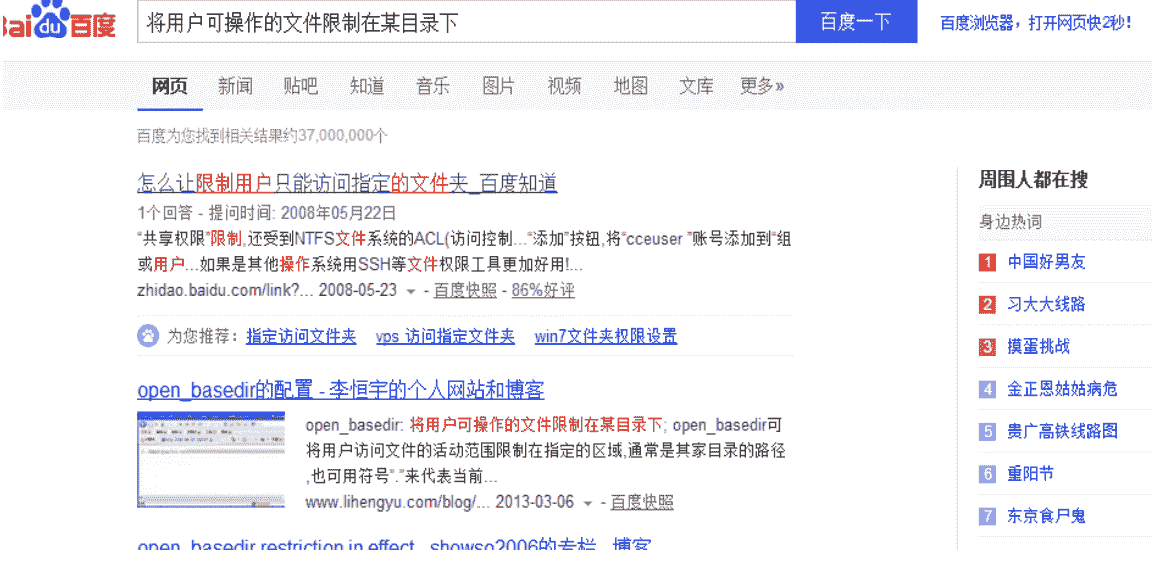 Bai du 百度 将用户可操作的文件限制在某目录下 百度一下 百度浏览器，打开网页快2秒！
网页 新闻 贴吧 知道 音乐 图片 视频 地图 文库 更多»
百度为您找到相关结果约37,000,000个
怎么让限制用户只能访问指定的文件夹_百度知道
1个回答 - 提问时间: 2008年05月22日
“共享权限”限制,还受到NTFS文件系统的ACL(访问控制...“添加”按钮,将“cceuser ”账号添加到“组
或用户...如果是其他操作系统用SSH等文件权限工具更加好用!...
zhidao.baidu.com/link?... 2008-05-23 - 百度快照 - 86%好评
为您推荐： 指定访问文件夹 vps 访问指定文件夹 win7文件夹权限设置
open_basedir的配置 - 李恒宇的个人网站和博客
open_basedir: 将用户可操作的文件限制在某目录下; open_basedir可
将用户访问文件的活动范围限制在指定的区域,通常是其家目录的路径
,也可用符号"."来代表当前...
www.lihengyu.com/blog/... 2013-03-06 - 百度快照
open_basedir restriction in effect. showso2006的专栏 博客
周围人都在搜
身边热词
1 中国好男友
2 习大大线路
3 摸蛋挑战
4 金正恩姑姑病危
5 贵广高铁线路图
6 重阳节
7 东京食尸鬼